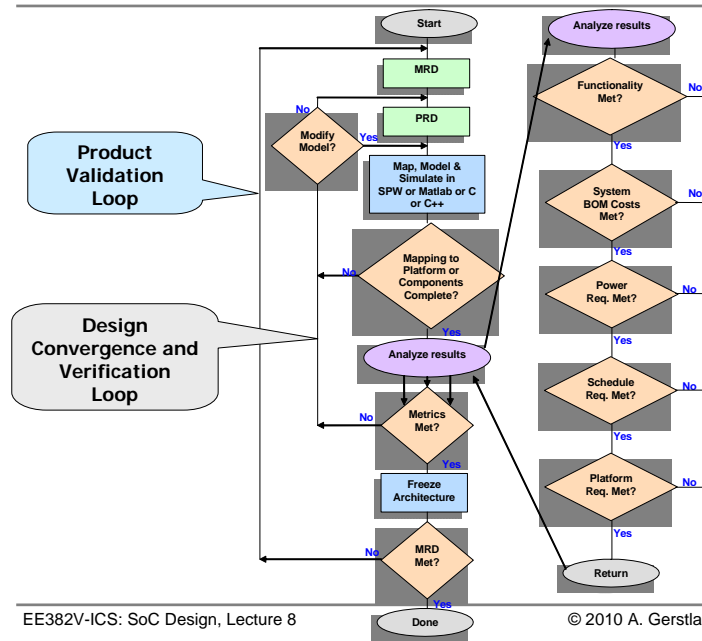 Start
MRD
No
PRD
Modify
Model?
Yes
Map, Model &
Simulate in
SPW or Matlab or C
or C++
Product
Validation
Loop
Mapping to
Platform or
Components
Complete?
No
Yes
Design
Convergence and
Verification
Loop
Analyze results
Metrics
Met?
No
Yes
Freeze
Architecture
MRD
Met?
No
Yes
Done
Analyze results
Functionality
Met?
No
Yes
System
BOM Costs
Met?
No
Yes
Power
Req. Met?
No
Yes
Schedule
Req. Met?
No
Yes
Platform
Req. Met?
No
Yes
Return
EE382V-ICS: SoC Design, Lecture 8
© 2010 A. Gerstla